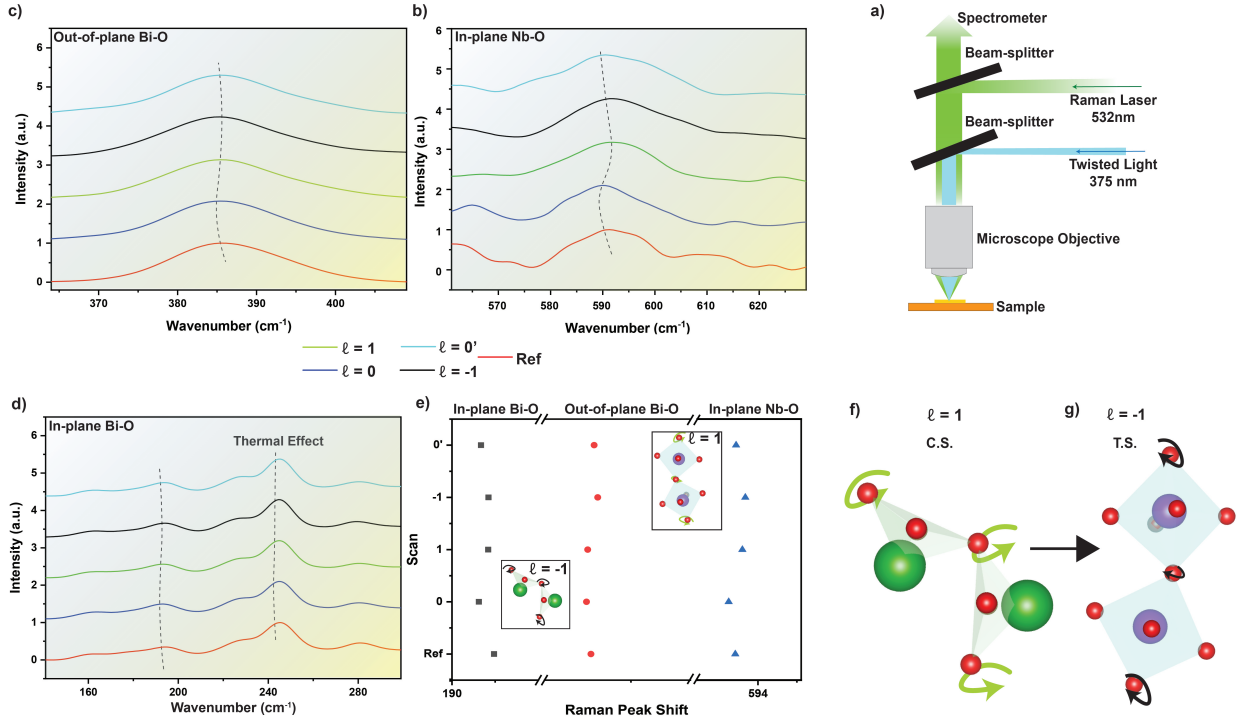 c)
Out-of-plane Bi-O
6
5
4
3
2
1
0
Intensity (a.u.)
370
380
390
400
Wavenumber (cm⁻¹)
b)
In-plane Nb-O
6
5
4
3
2
1
0
Intensity (a.u.)
570
580
590
600
610
620
Wavenumber (cm⁻¹)
a)
Spectrometer
Beam-splitter
Raman Laser
532nm
Beam-splitter
Twisted Light
375 nm
Microscope Objective
Sample
ℓ = 1
ℓ = 0'
Ref
ℓ = 0
ℓ = -1
d)
In-plane Bi-O
Thermal Effect
6
5
4
3
2
1
0
Intensity (a.u.)
160
200
240
280
Wavenumber (cm⁻¹)
e)
In-plane Bi-O
Out-of-plane Bi-O
In-plane Nb-O
0'
-1
1
0
Ref
Scan
ℓ = 1
ℓ = -1
190
594
Raman Peak Shift
f)
ℓ = 1
C.S.
g)
ℓ = -1
T.S.